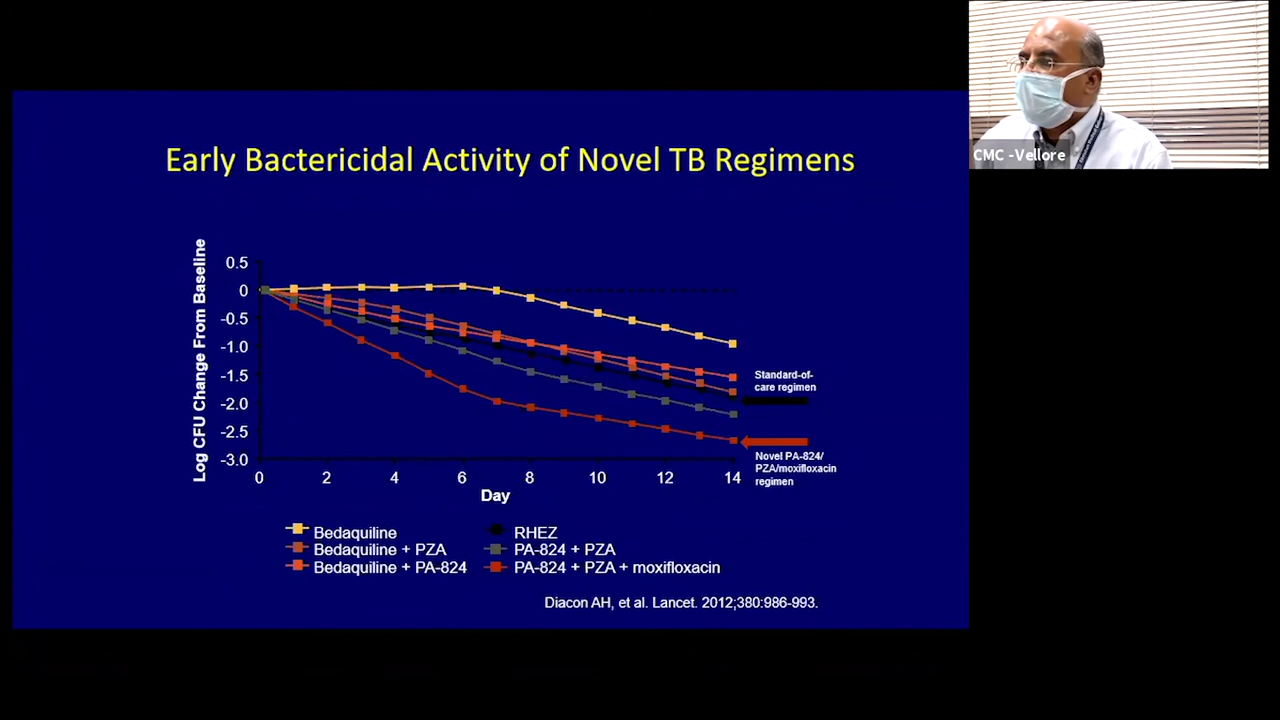 CMC -Vellore
Early Bactericidal Activity of Novel TB Regimens
Log CFU Change From Baseline
0.5
0
-0.5
-1.0
-1.5
-2.0
-2.5
-3.0
0 2 4 6 8 10 12 14
Day
Standard-of-
care regimen
Novel PA-824/
PZA/moxifloxacin
regimen
Bedaquiline
Bedaquiline + PZA
Bedaquiline + PA-824
RHEZ
PA-824 + PZA
PA-824 + PZA + moxifloxacin
Diacon AH, et al. Lancet. 2012;380:986-993.